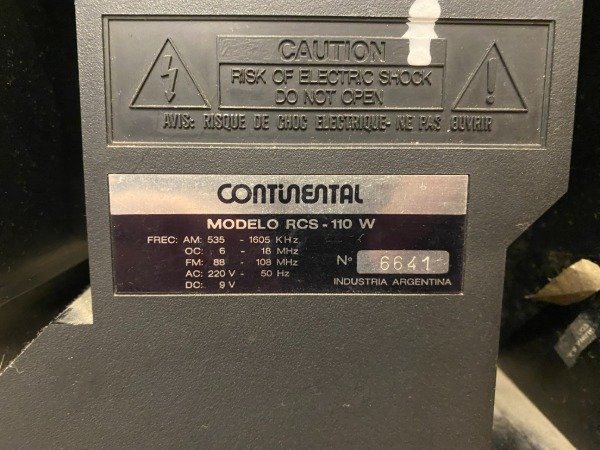 CAUTION
RISK OF ELECTRIC SHOCK
DO NOT OPEN
AVIS: RISQUE DE CHOC ELECTRIQUE- NE PAS OUVRIR
CONTINENTAL
MODELO RCS - 110 W
FREC: AM: 535 - 1605 KHz
OC: 6 - 18 MHz
FM: 88 - 108 MHz
AC: 220 V - 50 Hz
DC: 9 V
Nº 6641
INDUSTRIA ARGENTINA